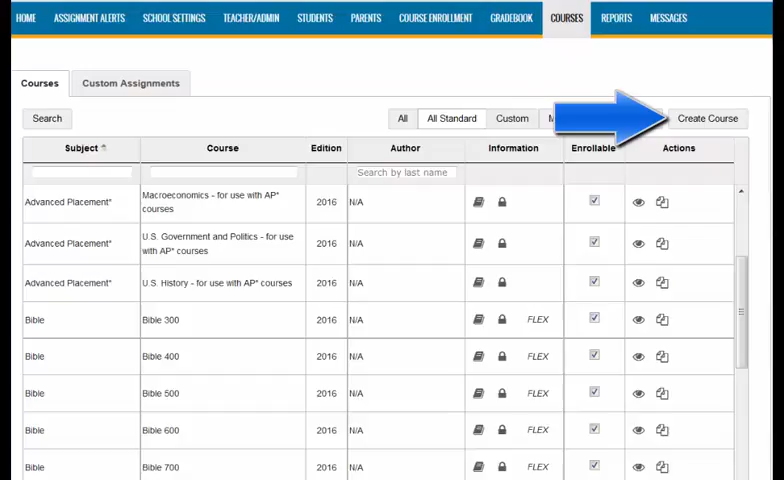 HOME ASSIGNMENT ALERTS SCHOOL SETTINGS TEACHER/ADMIN STUDENTS PARENTS COURSE ENROLLMENT GRADEBOOK COURSES REPORTS MESSAGES
Courses Custom Assignments
Search All All Standard Custom M Create Course
Subject Course Edition Author Information Enrollable Actions
Search by last name
Advanced Placement* Macroeconomics - for use with AP* 2016 N/A
courses
Advanced Placement* U.S. Government and Politics - for use 2016 N/A
with AP* courses
Advanced Placement* U.S. History - for use with AP* courses 2016 N/A
Bible Bible 300 2016 N/A FLEX
Bible Bible 400 2016 N/A FLEX
Bible Bible 500 2016 N/A FLEX
Bible Bible 600 2016 N/A FLEX
Bible Bible 700 2016 N/A FLEX